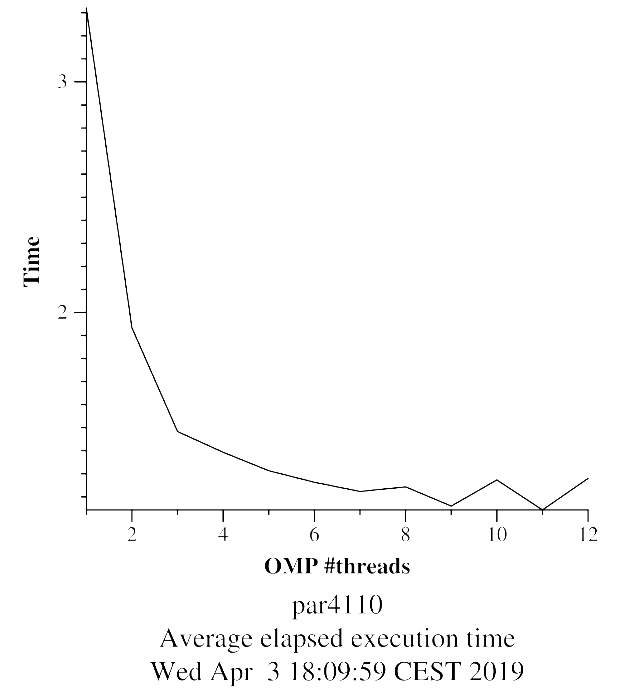 3
2
Time
2 4 6 8 10 12
OMP #threads
par4110
Average elapsed execution time
Wed Apr  3 18:09:59 CEST 2019